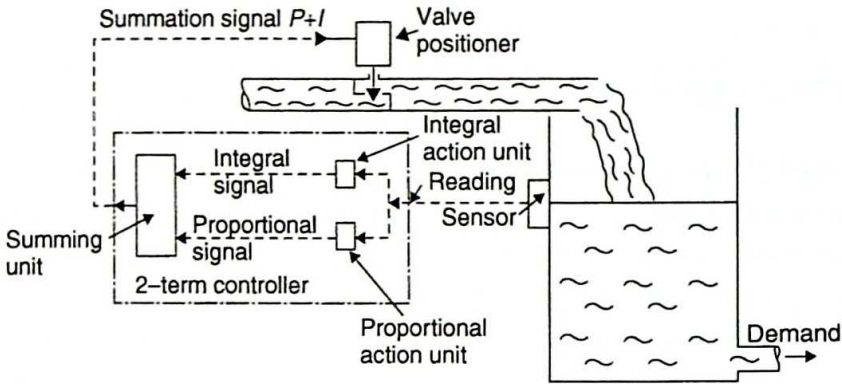 Summation signal P+I
Valve
positioner
Integral
action unit
Integral
signal
Reading
Sensor
Proportional
signal
Summing
unit
2–term controller
Proportional
action unit
Demand